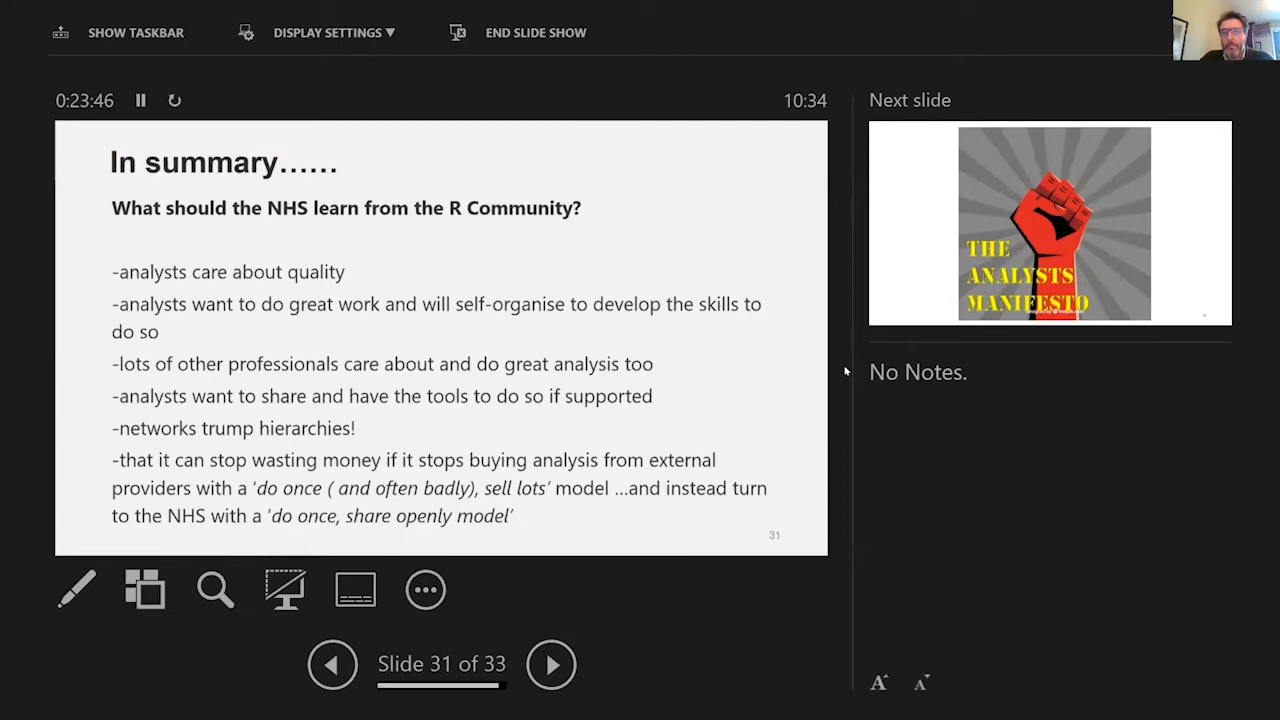 SHOW TASKBAR
DISPLAY SETTINGS ▼
END SLIDE SHOW
0:23:46
10:34
Next slide
In summary……
What should the NHS learn from the R Community?
-analysts care about quality
-analysts want to do great work and will self-organise to develop the skills to
do so
-lots of other professionals care about and do great analysis too
-analysts want to share and have the tools to do so if supported
-networks trump hierarchies!
-that it can stop wasting money if it stops buying analysis from external
providers with a ‘do once ( and often badly), sell lots’ model …and instead turn
to the NHS with a ‘do once, share openly model’
31
THE
ANALYSTS
MANIFESTO
No Notes.
Slide 31 of 33
A A